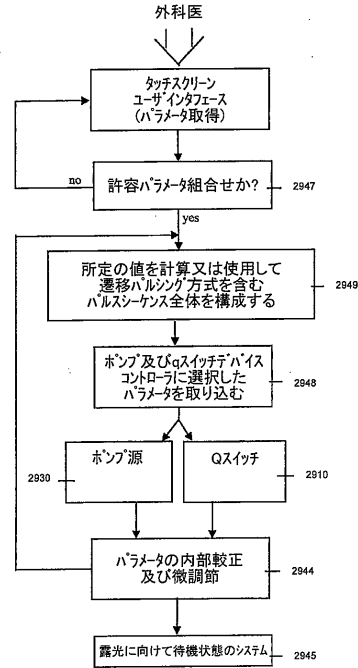 外科医
タッチスクリーン
ユーザインタフェース
(パラメータ取得)
no
許容パラメータ組合せか?
2947
yes
所定の値を計算又は使用して
遷移パルシング方式を含む
パルスシーケンス全体を構成する
2949
ポンプ及びqスイッチデバイス
コントローラに選択した
パラメータを取り込む
2948
2930
ポンプ源
Qスイッチ
2910
パラメータの内部較正
及び微調節
2944
露光に向けて待機状態のシステム
2945